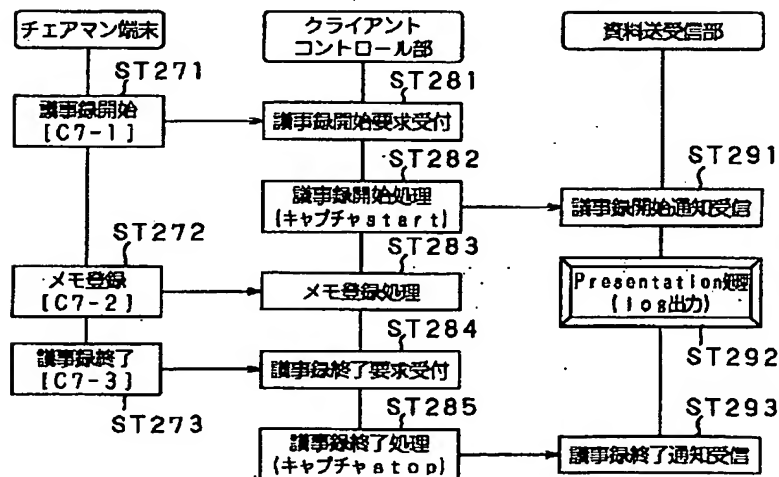 チェアマン端末
クライアント
コントロール部
資料送受信部
ST271
議事録開始
[C7-1]
ST281
議事録開始要求受付
ST282
議事録開始処理
(キャプチャstart)
ST291
議事録開始通知受信
ST272
メモ登録
[C7-2]
ST283
メモ登録処理
Presentation処理
(log出力)
ST292
ST284
議事録終了
[C7-3]
ST273
議事録終了要求受付
ST285
議事録終了処理
(キャプチャstop)
ST293
議事録終了通知受信